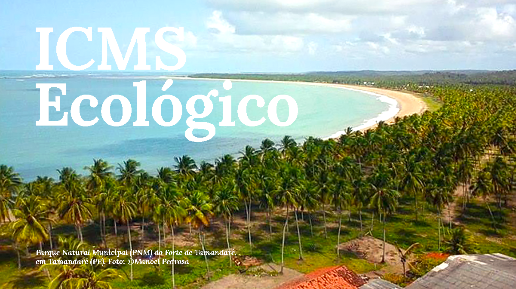 ICMS
Ecológico
Parque Natural Municipal (PNM) do Forte de Tamandaré,
em Tamandaré (PE). Foto: ©Manoel Pedrosa